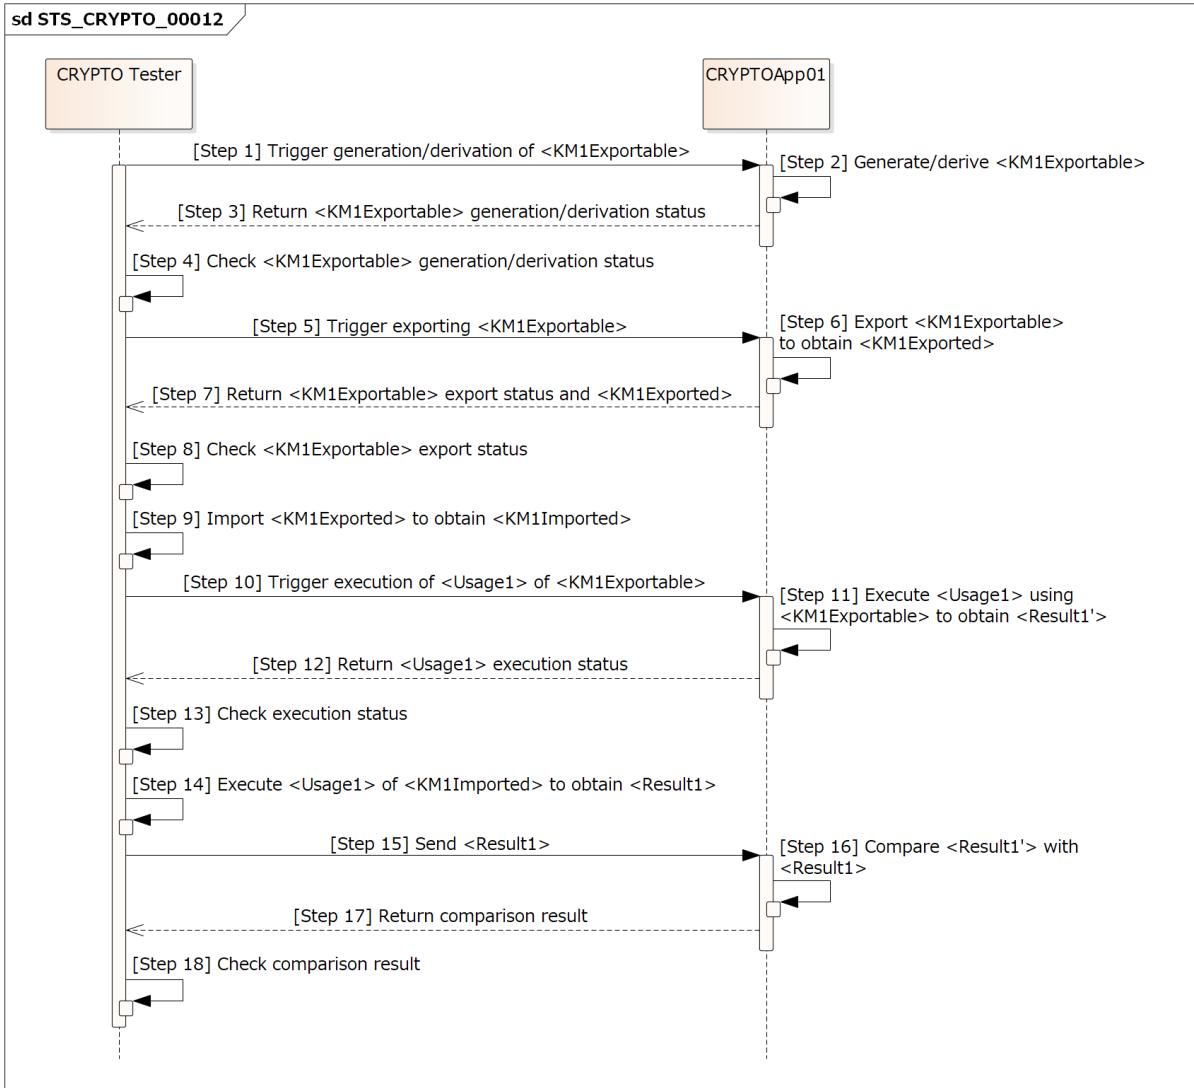 sd STS_CRYPTO_00012
CRYPTO Tester
CRYPTOApp01
[Step 1] Trigger generation/derivation of <KM1Exportable>
[Step 2] Generate/derive <KM1Exportable>
[Step 3] Return <KM1Exportable> generation/derivation status
[Step 4] Check <KM1Exportable> generation/derivation status
[Step 5] Trigger exporting <KM1Exportable>
[Step 6] Export <KM1Exportable>
to obtain <KM1Exported>
[Step 7] Return <KM1Exportable> export status and <KM1Exported>
[Step 8] Check <KM1Exportable> export status
[Step 9] Import <KM1Exported> to obtain <KM1Imported>
[Step 10] Trigger execution of <Usage1> of <KM1Exportable>
[Step 11] Execute <Usage1> using
<KM1Exportable> to obtain <Result1'>
[Step 12] Return <Usage1> execution status
[Step 13] Check execution status
[Step 14] Execute <Usage1> of <KM1Imported> to obtain <Result1>
[Step 15] Send <Result1>
[Step 16] Compare <Result1'> with
<Result1>
[Step 17] Return comparison result
[Step 18] Check comparison result